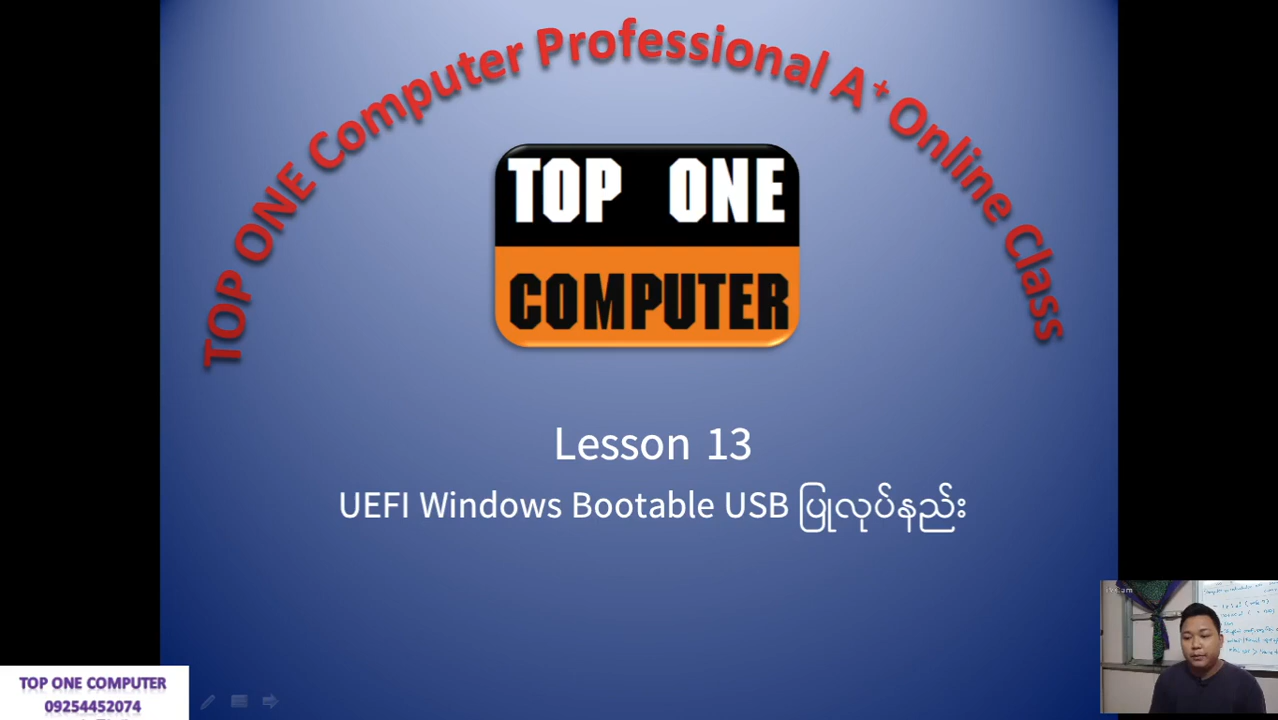 TOP ONE Computer Professional A+ Online Class
TOP ONE
COMPUTER
Lesson 13
UEFI Windows Bootable USB ပြုလုပ်နည်း
TOP ONE COMPUTER
09254452074